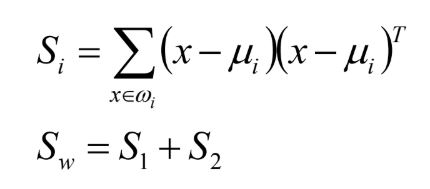 S_i = \sum_{x \in \omega_i} (x - \mu_i)(x - \mu_i)^T
S_w = S_1 + S_2